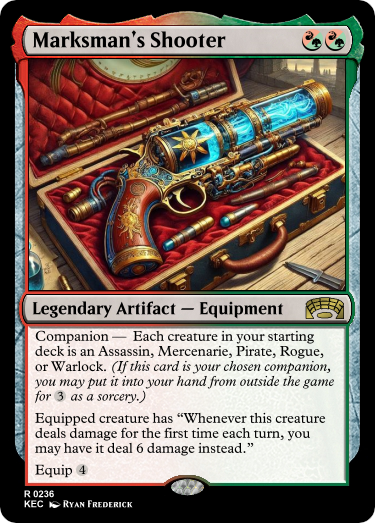 Marksman's Shooter
Legendary Artifact — Equipment
Companion — Each creature in your starting
deck is an Assassin, Mercenarie, Pirate, Rogue,
or Warlock. (If this card is your chosen companion,
you may put it into your hand from outside the game
for 3 as a sorcery.)
Equipped creature has “Whenever this creature
deals damage for the first time each turn, you
may have it deal 6 damage instead.”
Equip 4
R 0236
KEC Ryan Frederick